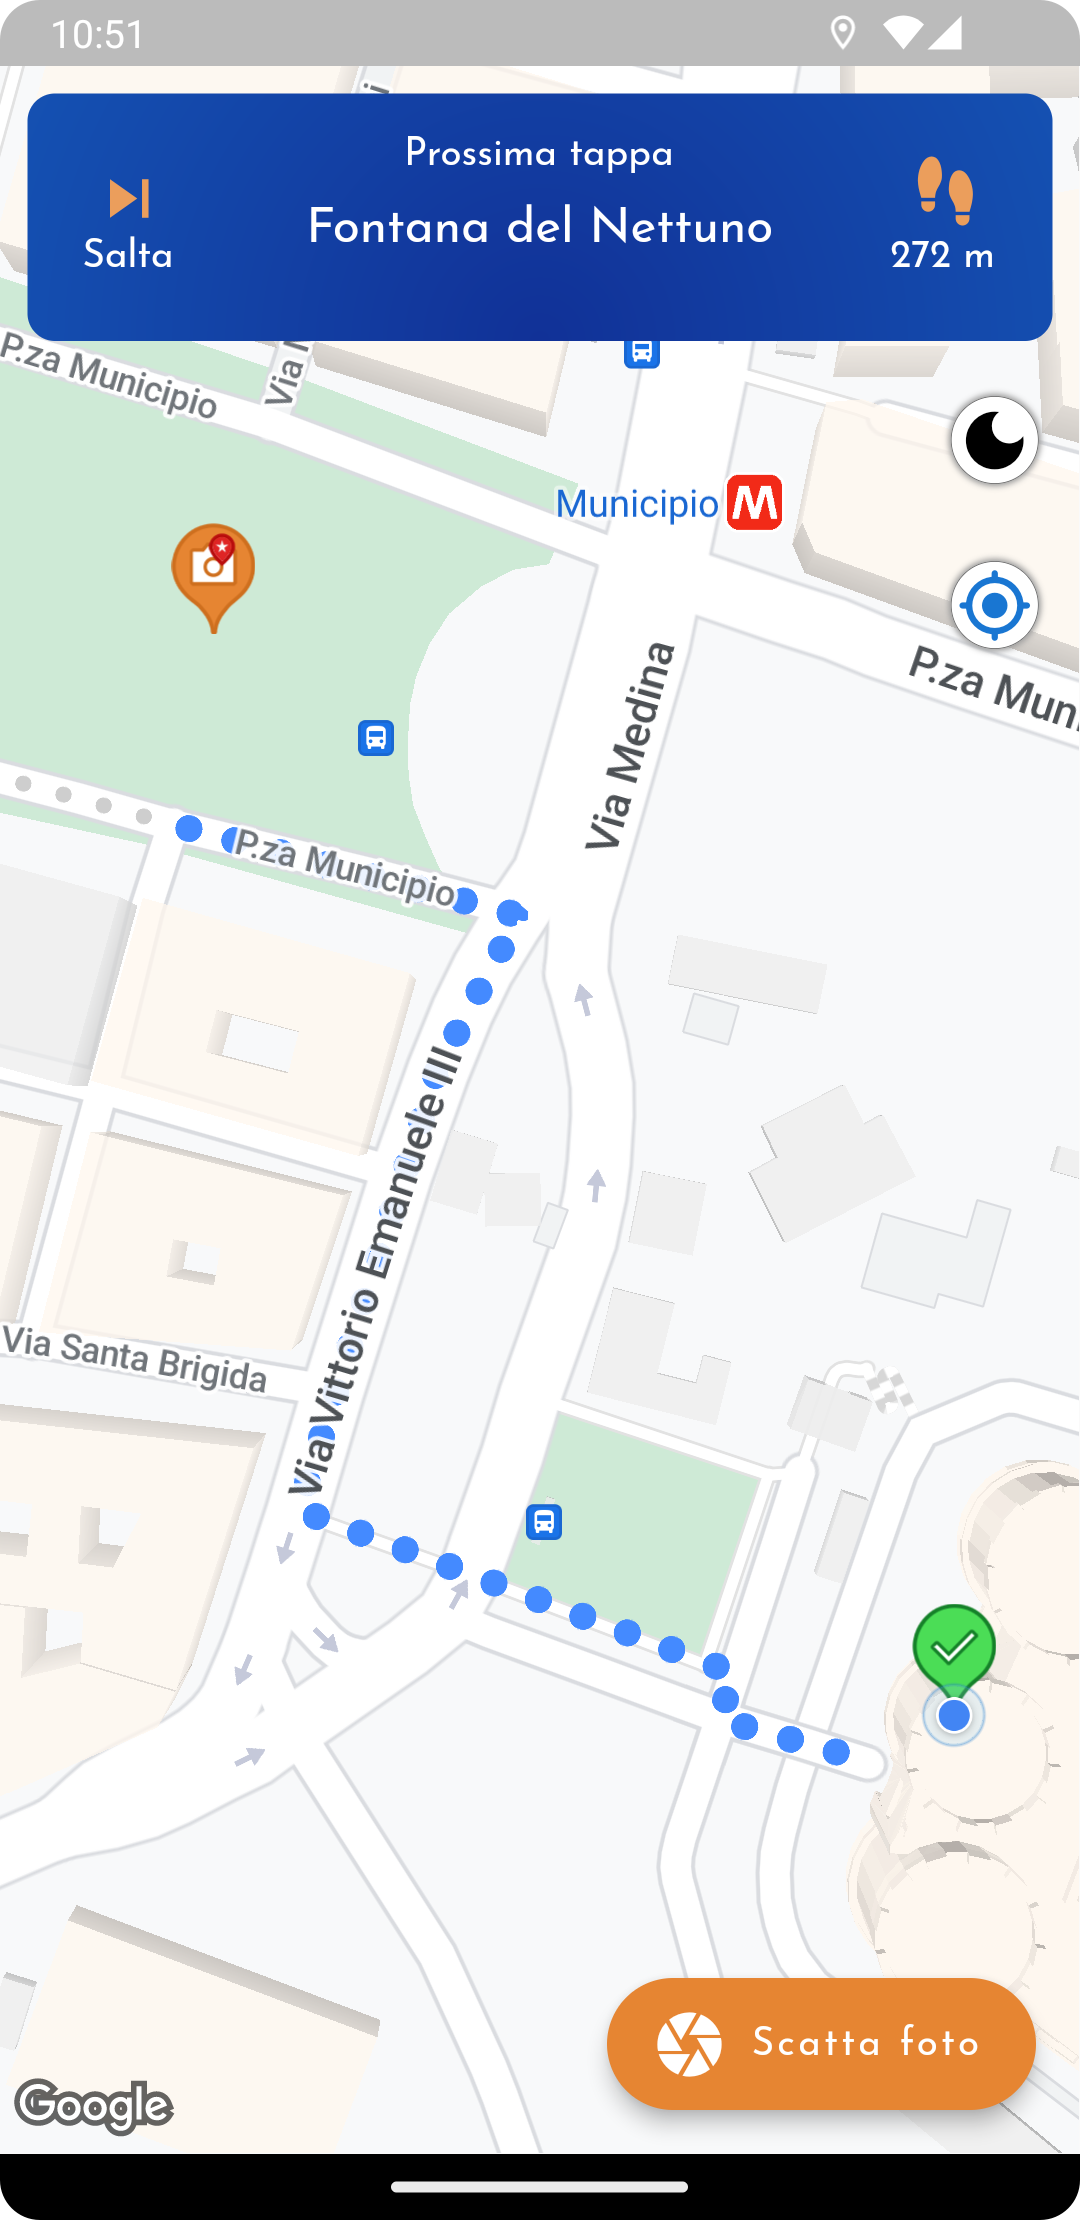 10:51
Prossima tappa
Fontana del Nettuno
Salta
272 m
P.za Municipio
Via
Municipio
P.za Mun
Via Medina
P.za Municipio
Via Vittorio Emanuele III
Via Santa Brigida
Scatta foto
Google